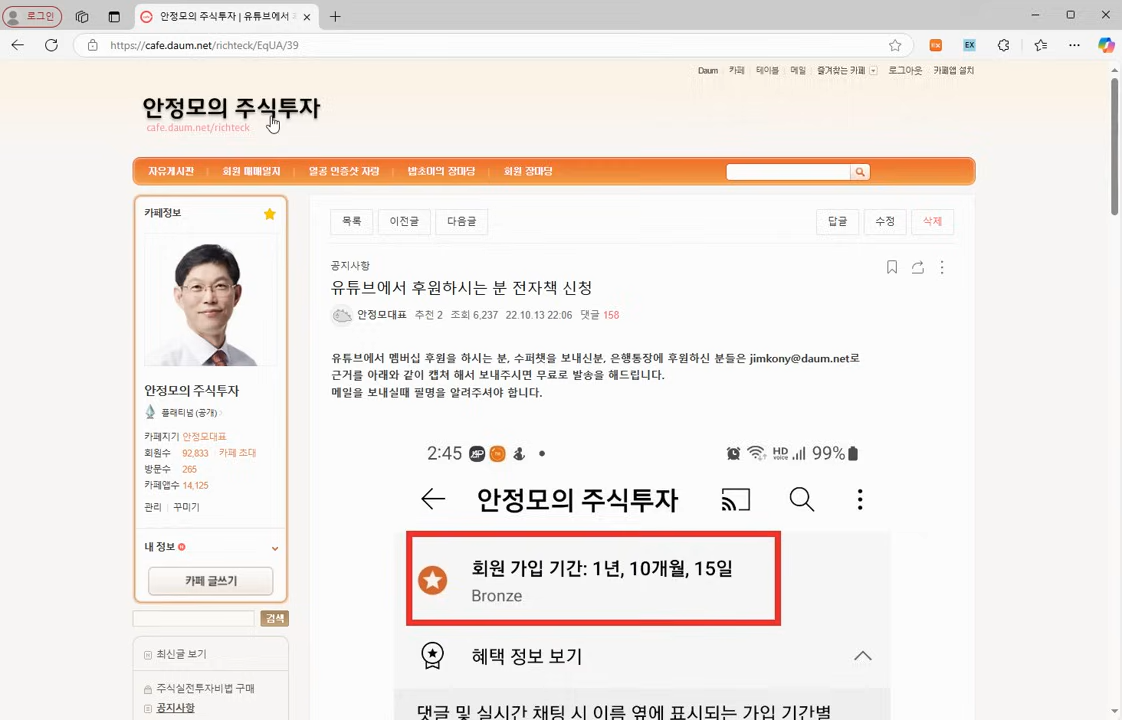 로그인
안정모의 주식투자 | 유튜브에서
https://cafe.daum.net/richteck/EqUA/39
Daum 카페 테이블 메일 즐겨찾는 카페 로그아웃 카페앱 설치
안정모의 주식투자
cafe.daum.net/richteck
자유게시판 회원 매매일지 열공 인증샷 자랑 밥초미의 장마당 회원 장마당
카페정보
안정모의 주식투자
플래티넘 (공개)
카페지기 안정모대표
회원수 92,833 카페 초대
방문수 265
카페앱수 14,125
관리 꾸미기
내 정보
카페 글쓰기
검색
최신글 보기
주식실전투자비법 구매
공지사항
목록 이전글 다음글 답글 수정 삭제
공지사항
유튜브에서 후원하시는 분 전자책 신청
안정모대표 추천 2 조회 6,237 22.10.13 22:06 댓글 158
유튜브에서 멤버십 후원을 하시는 분, 수퍼챗을 보내신분, 은행통장에 후원하신 분들은 jimkony@daum.net로
근거를 아래와 같이 캡쳐 해서 보내주시면 무료로 발송을 해드립니다.
메일을 보내실때 필명을 알려주셔야 합니다.
2:45 HD voice 99%
안정모의 주식투자
회원 가입 기간: 1년, 10개월, 15일
Bronze
혜택 정보 보기
댓글 및 실시간 채팅 시 이름 옆에 표시되는 가입 기간별